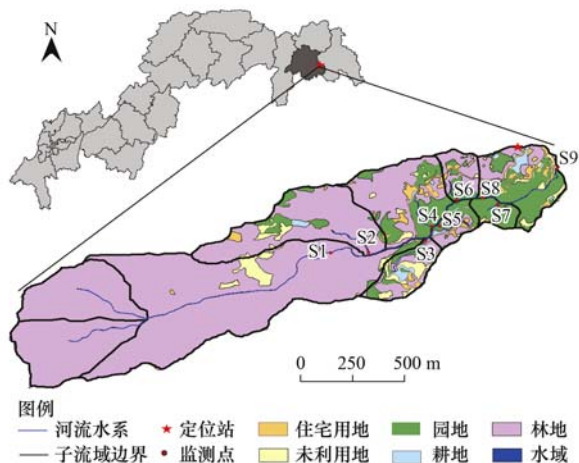 N
S9
S6
S8
S4
S7
S5
S2
S1
S3
0 250 500 m
图例
河流水系 定位站 住宅用地 园地 林地
子流域边界 监测点 未利用地 耕地 水域